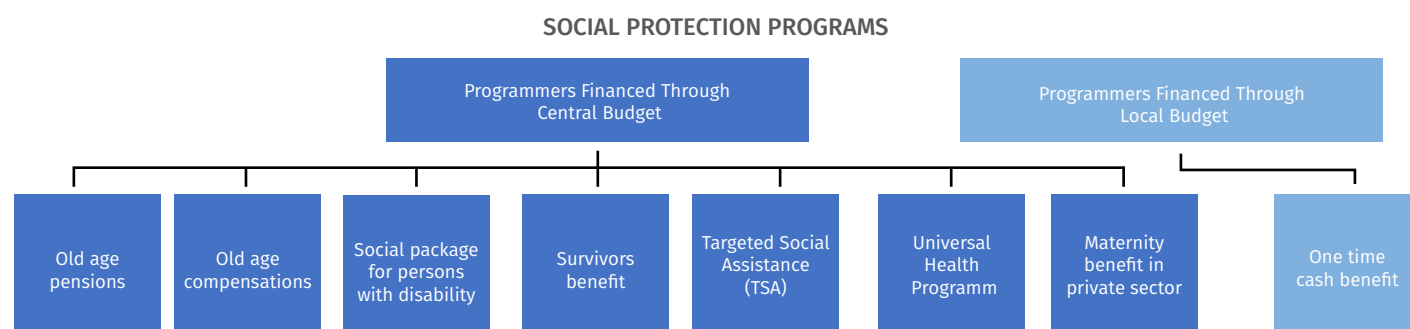 SOCIAL PROTECTION PROGRAMS
Programmers Financed Through
Central Budget
Programmers Financed Through
Local Budget
Old age
pensions
Old age
compensations
Social package
for persons
with disability
Survivors
benefit
Targeted Social
Assistance
(TSA)
Universal
Health
Programm
Maternity
benefit in
private sector
One time
cash benefit